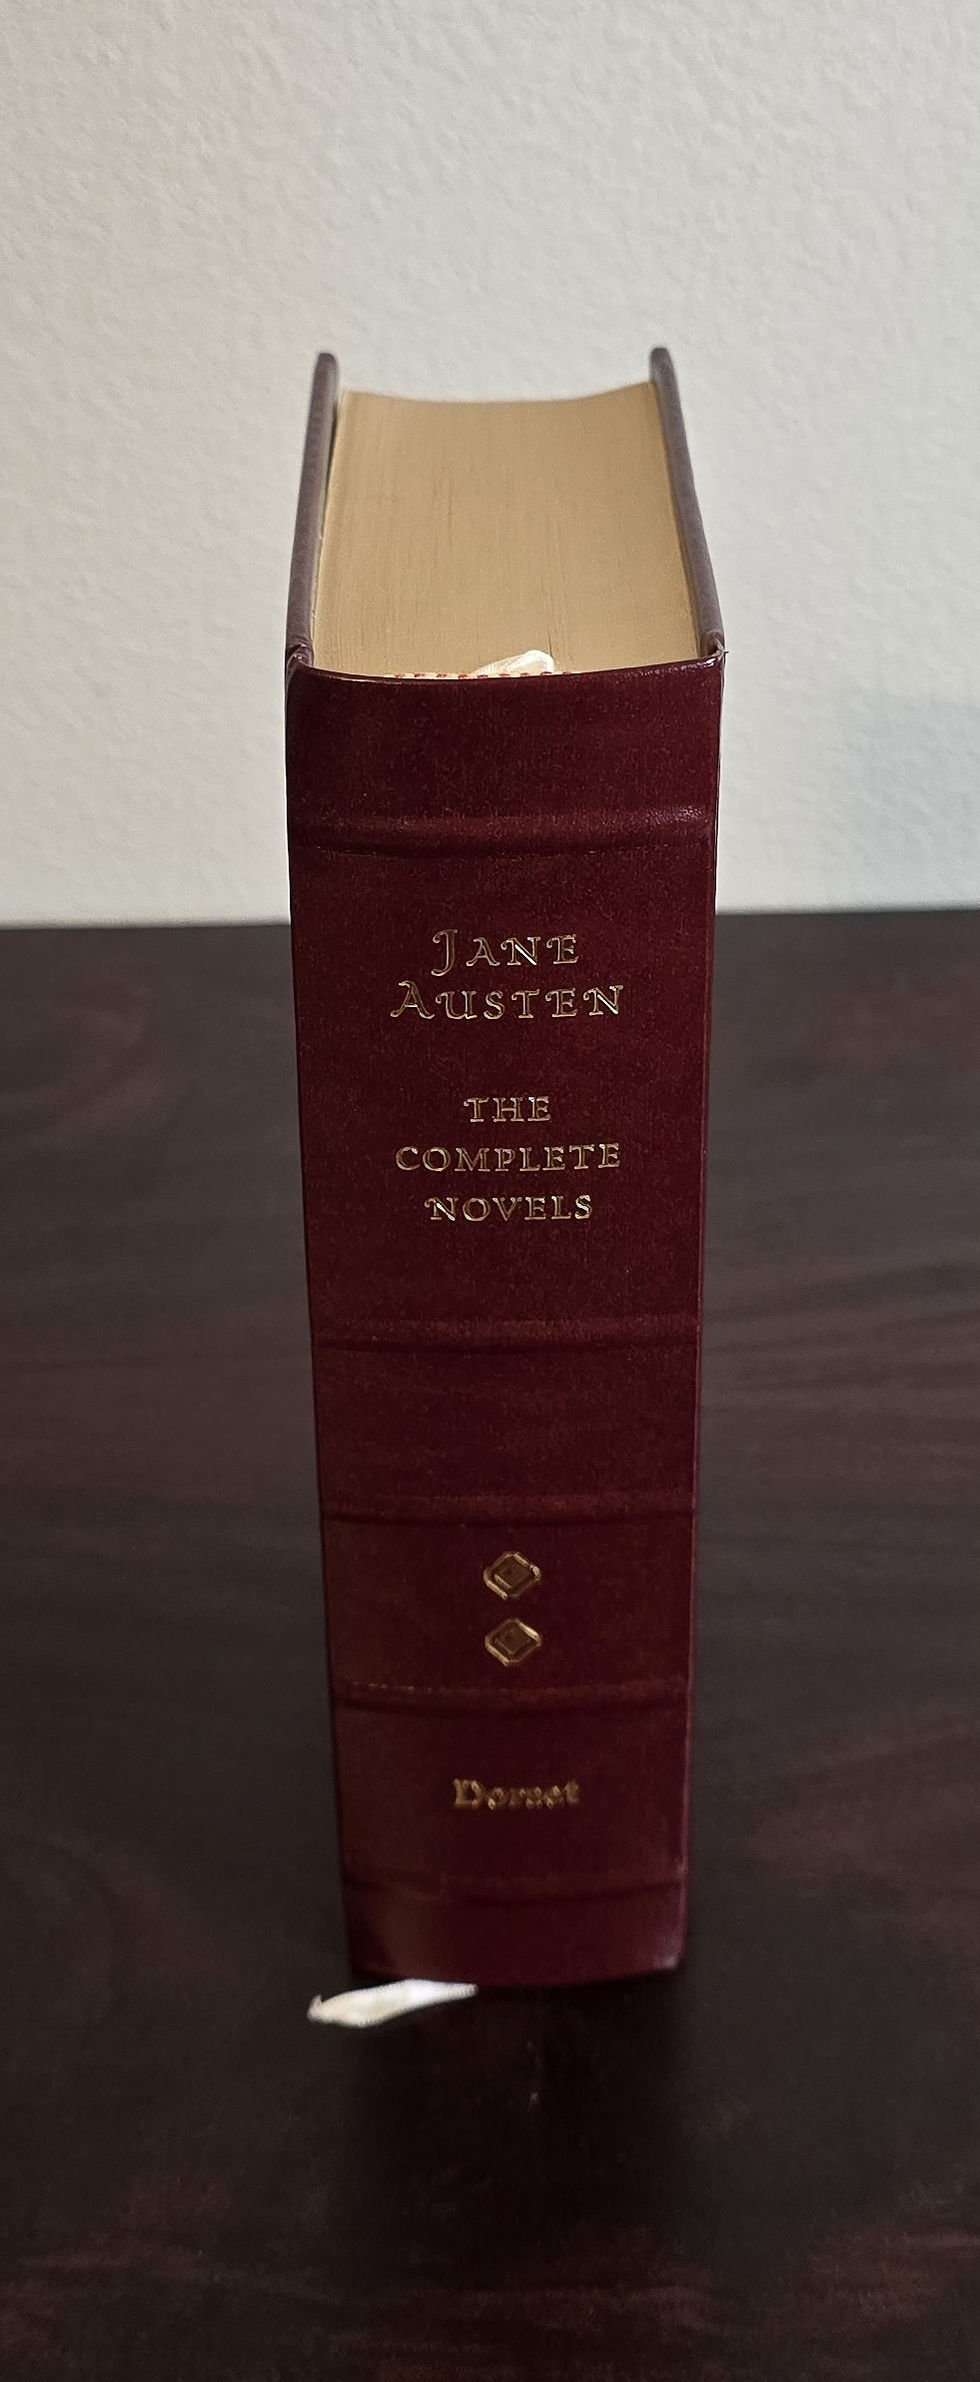 JANE
AUSTEN
THE
COMPLETE
NOVELS
Dorset